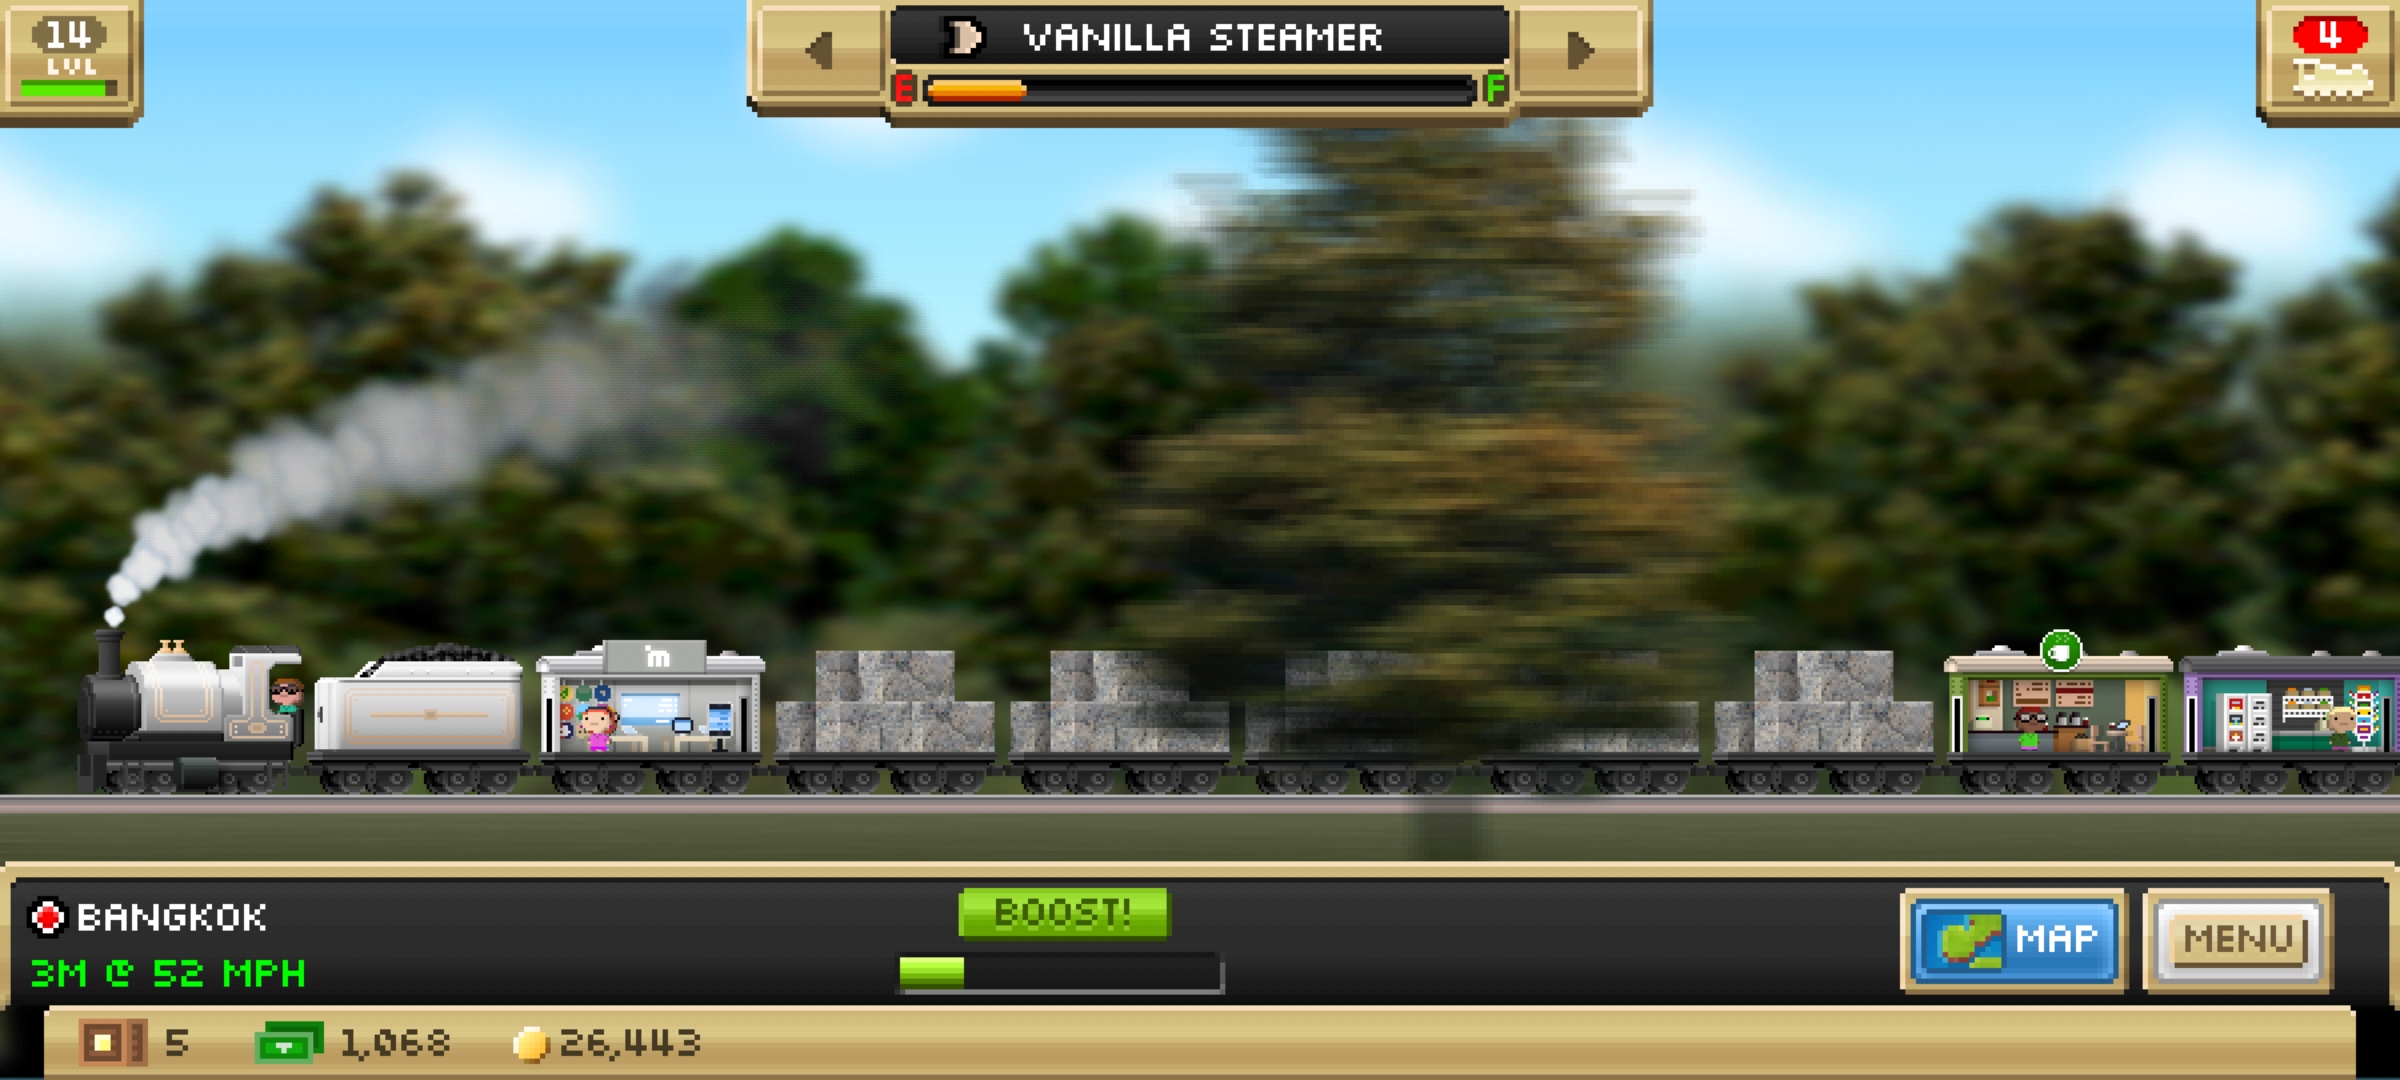 14
LVL
VANILLA STEAMER
E F
4
m
BANGKOK
3M @ 52 MPH
BOOST!
MAP
MENU
5
1,068
26,443